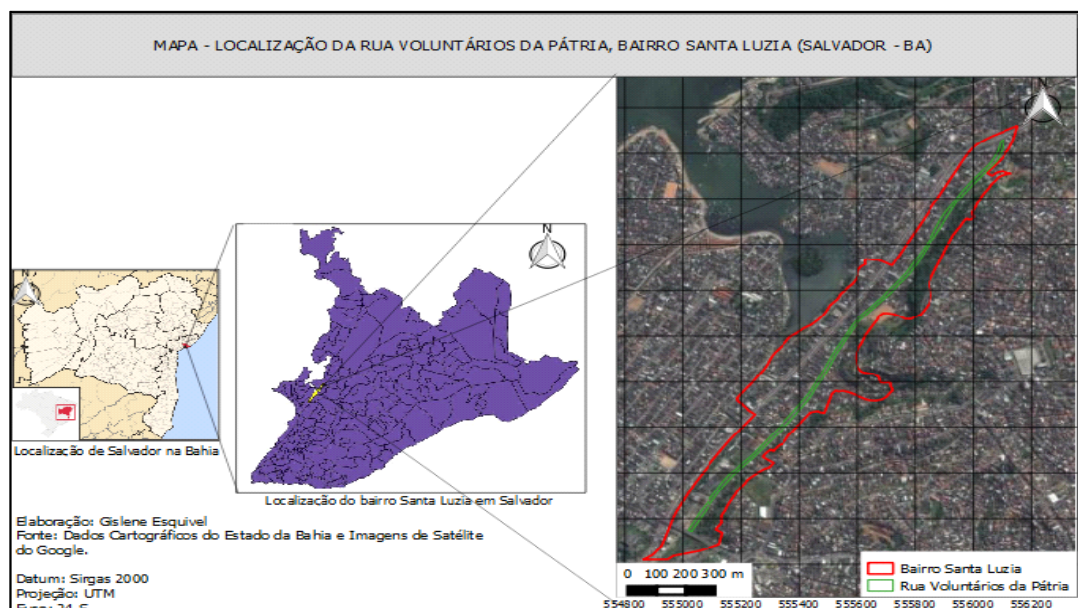 MAPA - LOCALIZAÇÃO DA RUA VOLUNTÁRIOS DA PÁTRIA, BAIRRO SANTA LUZIA (SALVADOR - BA)
N
N
N
Localização de Salvador na Bahia
Localização do bairro Santa Luzia em Salvador
Elaboração: Gislene Esquivel
Fonte: Dados Cartográficos do Estado da Bahia e Imagens de Satélite
do Google.
Datum: Sirgas 2000
Projeção: UTM
0 100 200 300 m
Bairro Santa Luzia
Rua Voluntários da Pátria
554800 555000 555200 555400 555600 555800 556000 556200